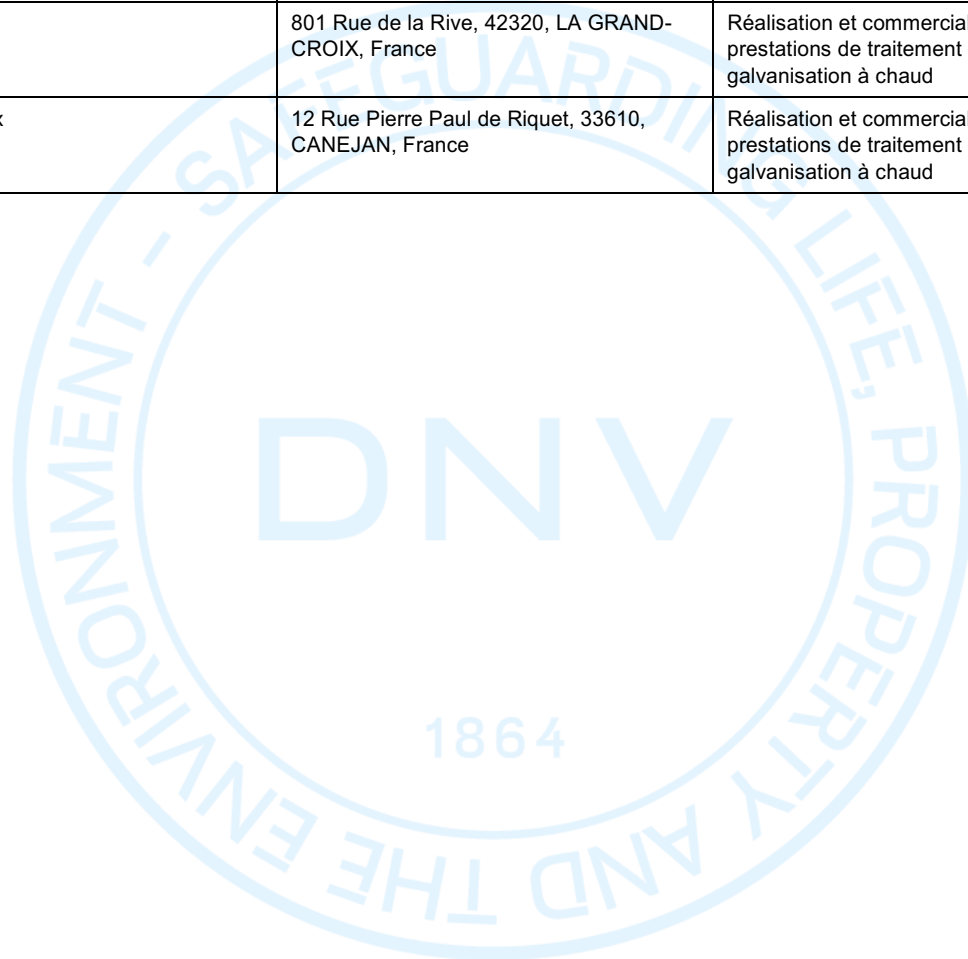 801 Rue de la Rive, 42320, LA GRAND-
CROIX, France
Réalisation et commercial
prestations de traitement
galvanisation à chaud
x
12 Rue Pierre Paul de Riquet, 33610,
CANEJAN, France
Réalisation et commercial
prestations de traitement
galvanisation à chaud
SAFEGUARDING LIFE, PROPERTY AND THE ENVIRONMENT -
DNV
1864